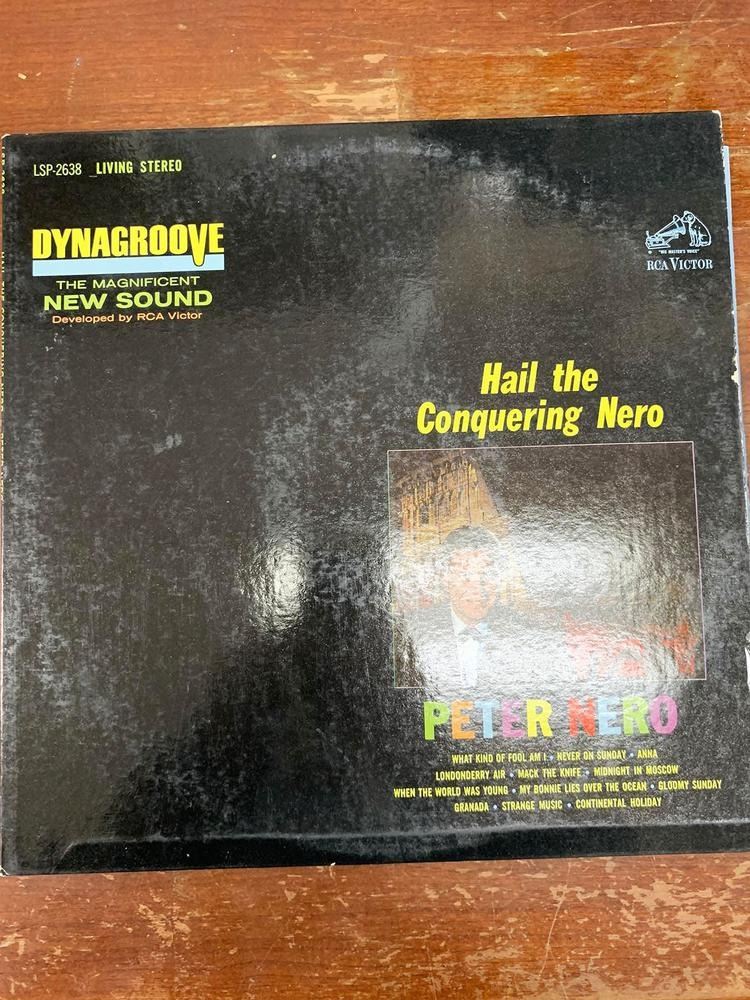 LSP-2638 LIVING STEREO
DYNAGROOVE
THE MAGNIFICENT
NEW SOUND
Developed by RCA Victor
"HIS MASTER'S VOICE"
RCA VICTOR
Hail the
Conquering Nero
PETER NERO
WHAT KIND OF FOOL AM I • NEVER ON SUNDAY • ANNA
LONDONDERRY AIR • MACK THE KNIFE • MIDNIGHT IN MOSCOW
WHEN THE WORLD WAS YOUNG • MY BONNIE LIES OVER THE OCEAN • GLOOMY SUNDAY
GRANADA • STRANGE MUSIC • CONTINENTAL HOLIDAY